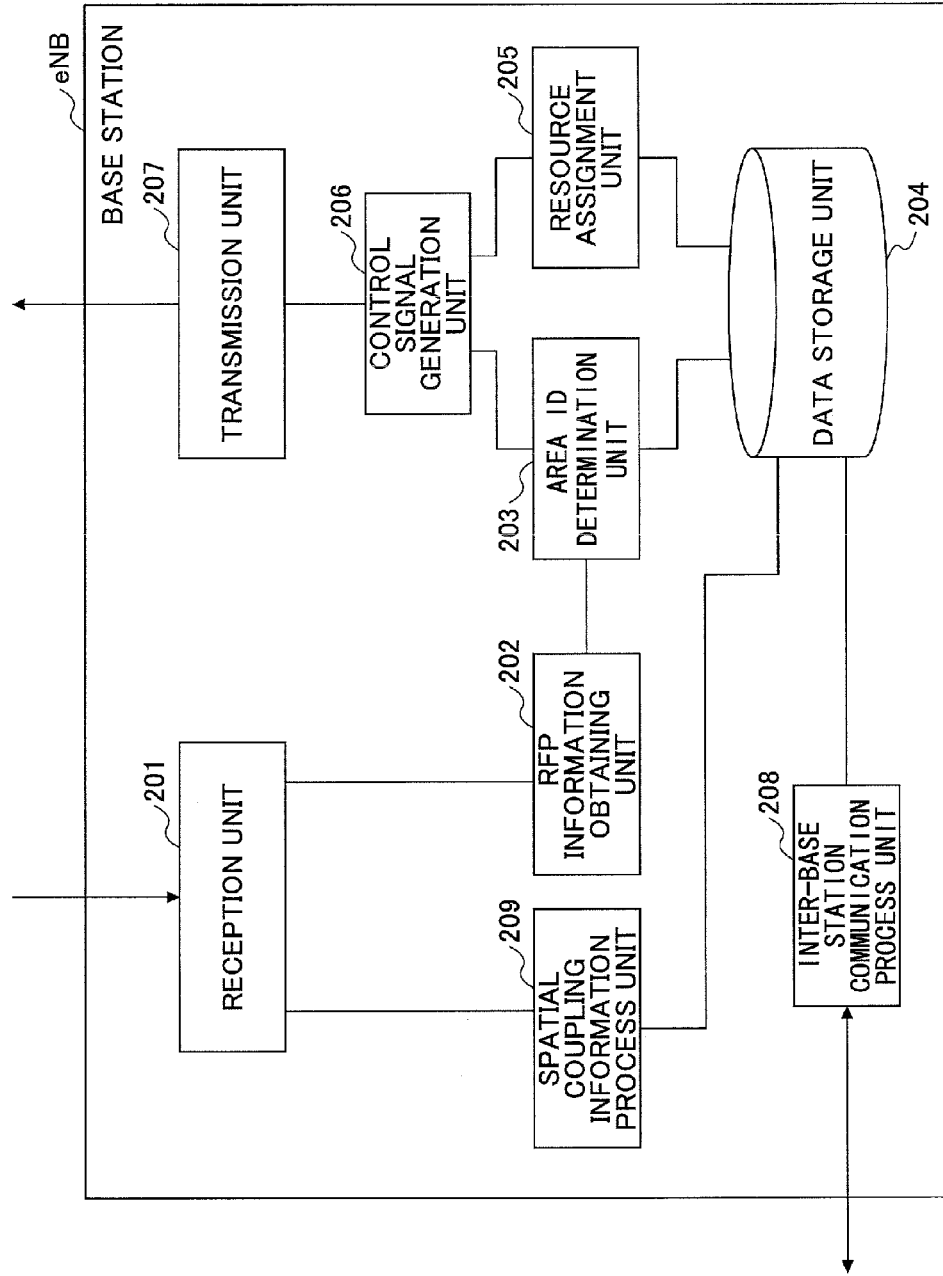 eNB
BASE STATION
201
RECEPTION UNIT
207
TRANSMISSION UNIT
206
CONTROL
SIGNAL
GENERATION
UNIT
209
SPATIAL
COUPLING
INFORMATION
PROCESS UNIT
202
RFP
INFORMATION
OBTAINING
UNIT
203
AREA ID
DETERMINATION
UNIT
205
RESOURCE
ASSIGNMENT
UNIT
208
INTER-BASE
STATION
COMMUNICATION
PROCESS UNIT
DATA STORAGE UNIT
204